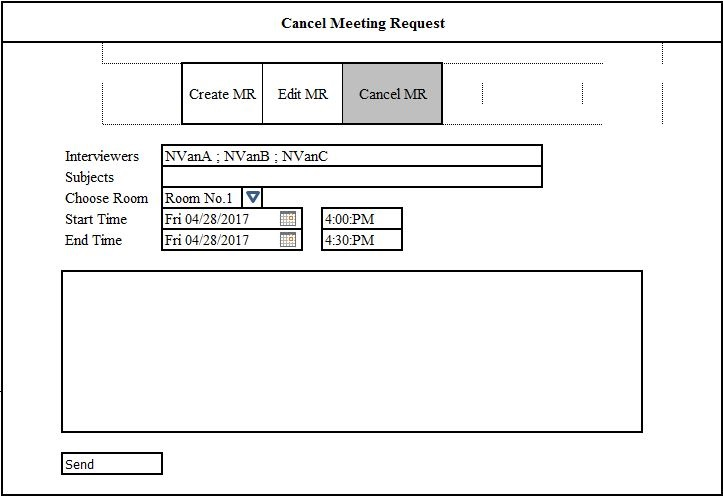 Cancel Meeting Request
Create MR Edit MR Cancel MR
Interviewers NVanA ; NVanB ; NVanC
Subjects
Choose Room Room No.1
Start Time Fri 04/28/2017 4:00:PM
End Time Fri 04/28/2017 4:30:PM
Send